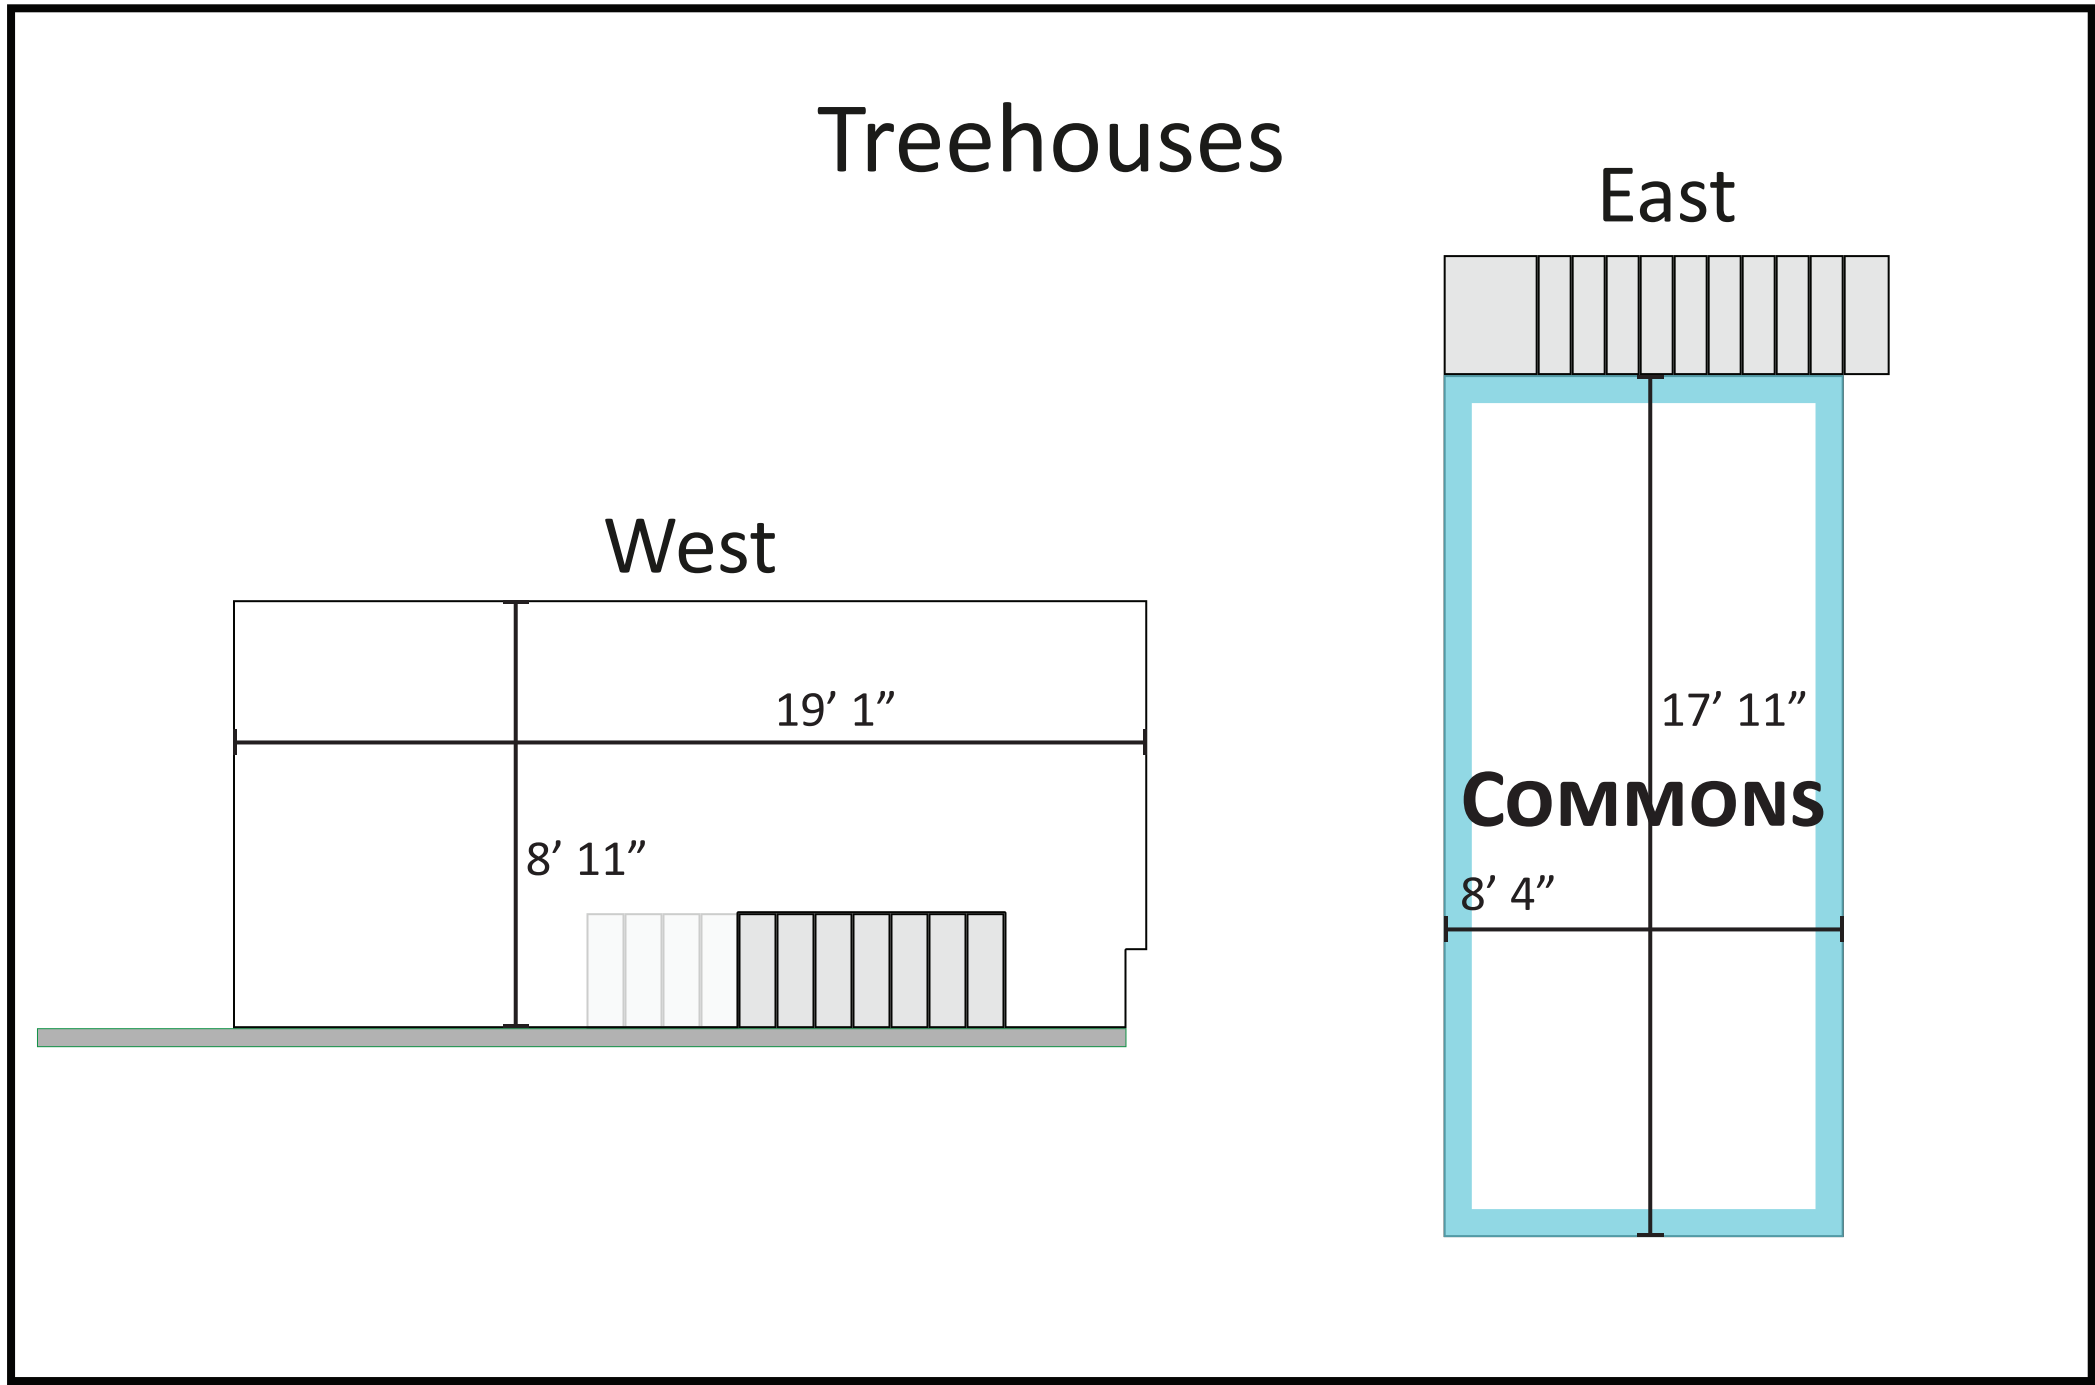 Treehouses
East
West
19’ 1”
17’ 11”
COMMONS
8’ 11”
8’ 4”